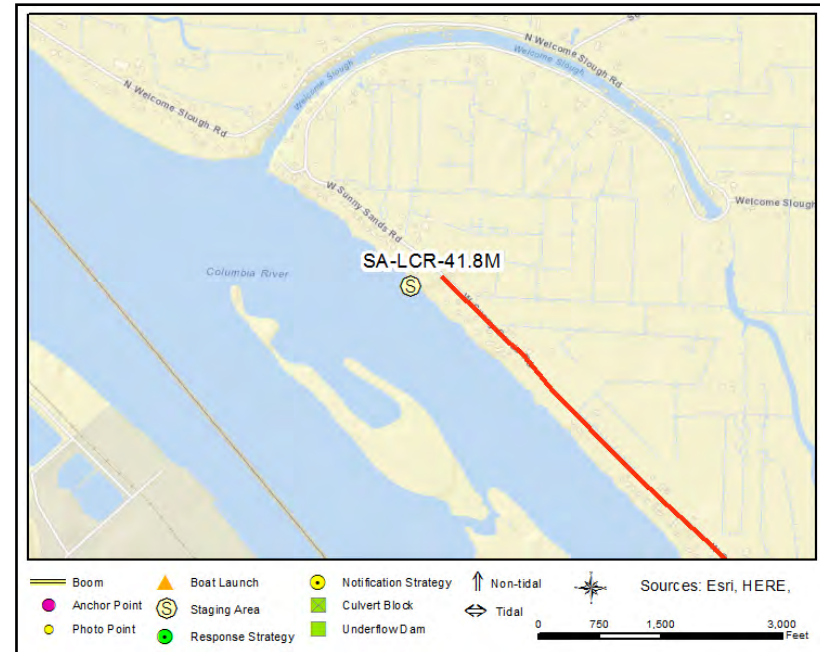 N Welcome Slough Rd
Welcome Slough
N Welcome Slough Rd
Welcome Slough
Welcome Slough
W Sunny Sands Rd
SA-LCR-41.8M
Columbia River
S
Boom
Boat Launch
Notification Strategy
Non-tidal
Sources: Esri, HERE,
Anchor Point
S
Staging Area
Culvert Block
Tidal
Photo Point
Response Strategy
Underflow Dam
0 750 1,500 3,000
Feet